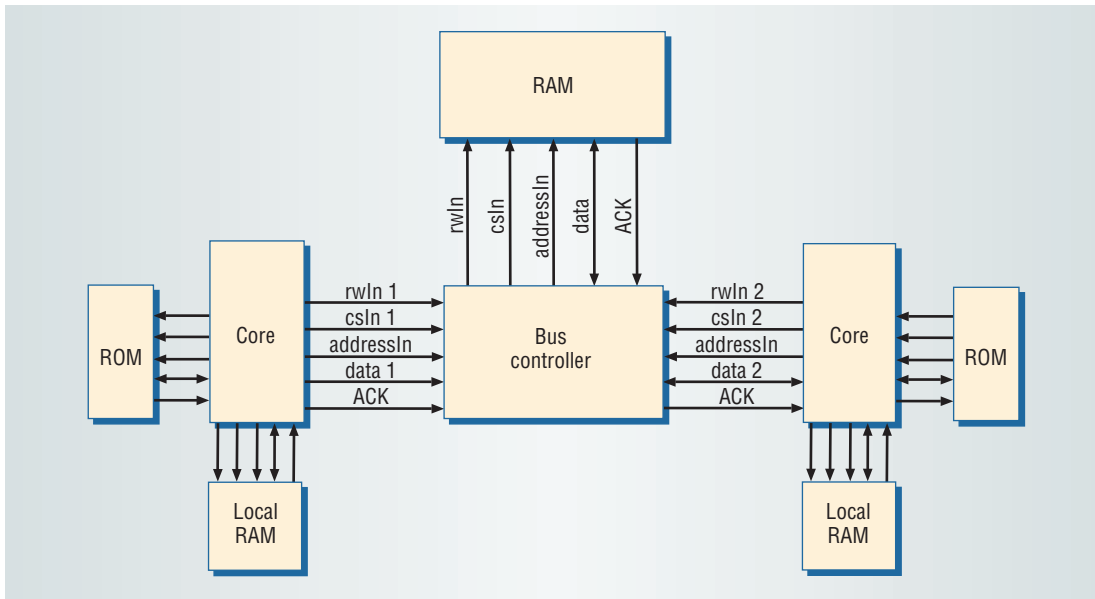 RAM
rwIn
csIn
addressIn
data
ACK
ROM
Core
rwIn 1
csIn 1
addressIn
data 1
ACK
Bus
controller
rwIn 2
csIn 2
addressIn
data 2
ACK
Core
ROM
Local
RAM
Local
RAM